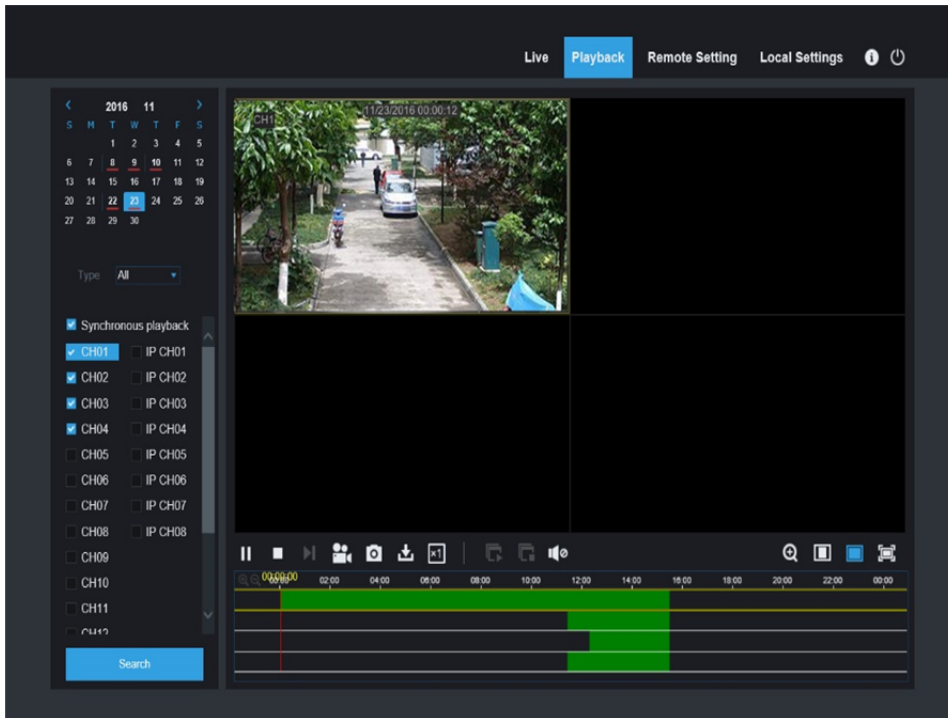 Live Playback Remote Setting Local Settings
2016 11
S M T W T F S
1 2 3 4 5
6 7 8 9 10 11 12
13 14 15 16 17 18 19
20 21 22 23 24 25 26
27 28 29 30
Type All
Synchronous playback
CH01 IP CH01
CH02 IP CH02
CH03 IP CH03
CH04 IP CH04
CH05 IP CH05
CH06 IP CH06
CH07 IP CH07
CH08 IP CH08
CH09
CH10
CH11
CH12
Search
CH1 11/23/2016 00:00:12
×1
00:00:00 02:00 04:00 06:00 08:00 10:00 12:00 14:00 16:00 18:00 20:00 22:00 00:00